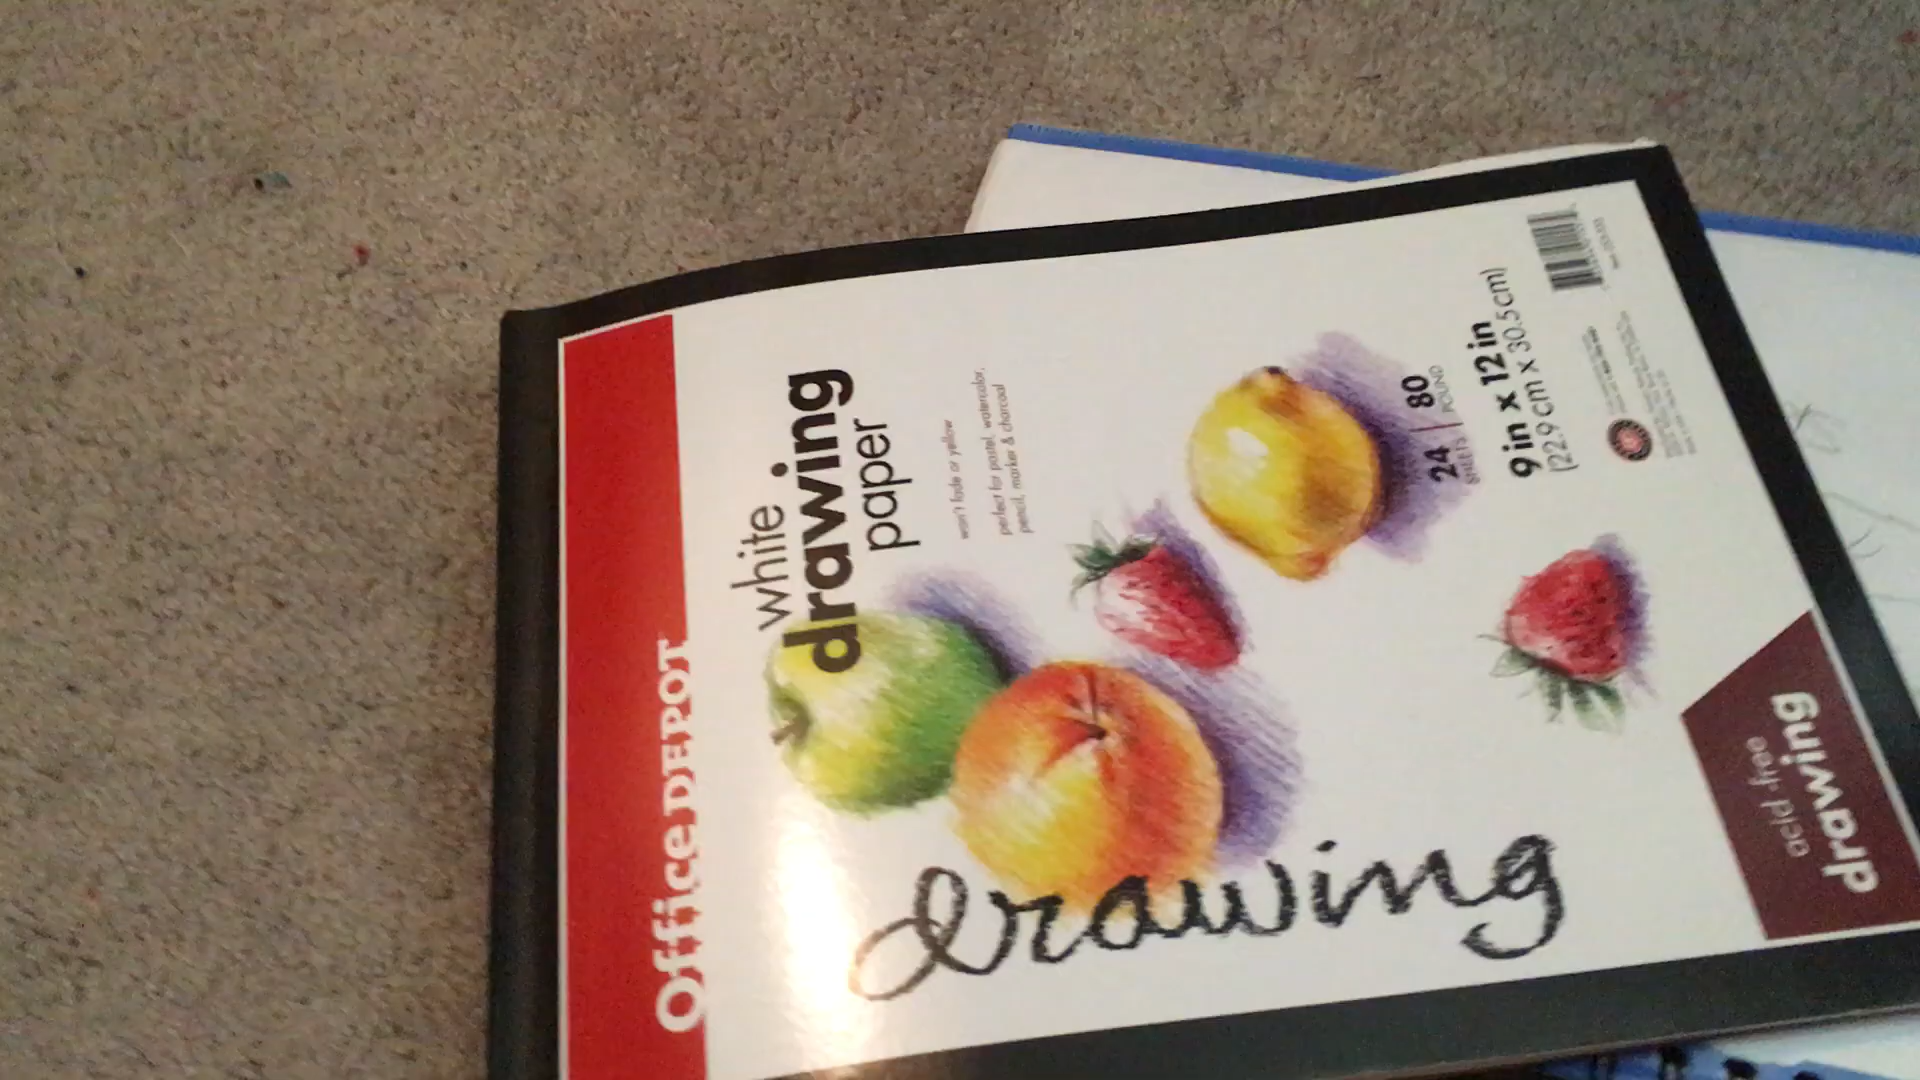 Office DEPOT
white
drawing
paper
won't fade or yellow
perfect for pastel, watercolor,
pencil, marker & charcoal
24 SHEETS | 80 POUND
9 in x 12 in
(22.9 cm x 30.5 cm)
drawing
acid-free
drawing